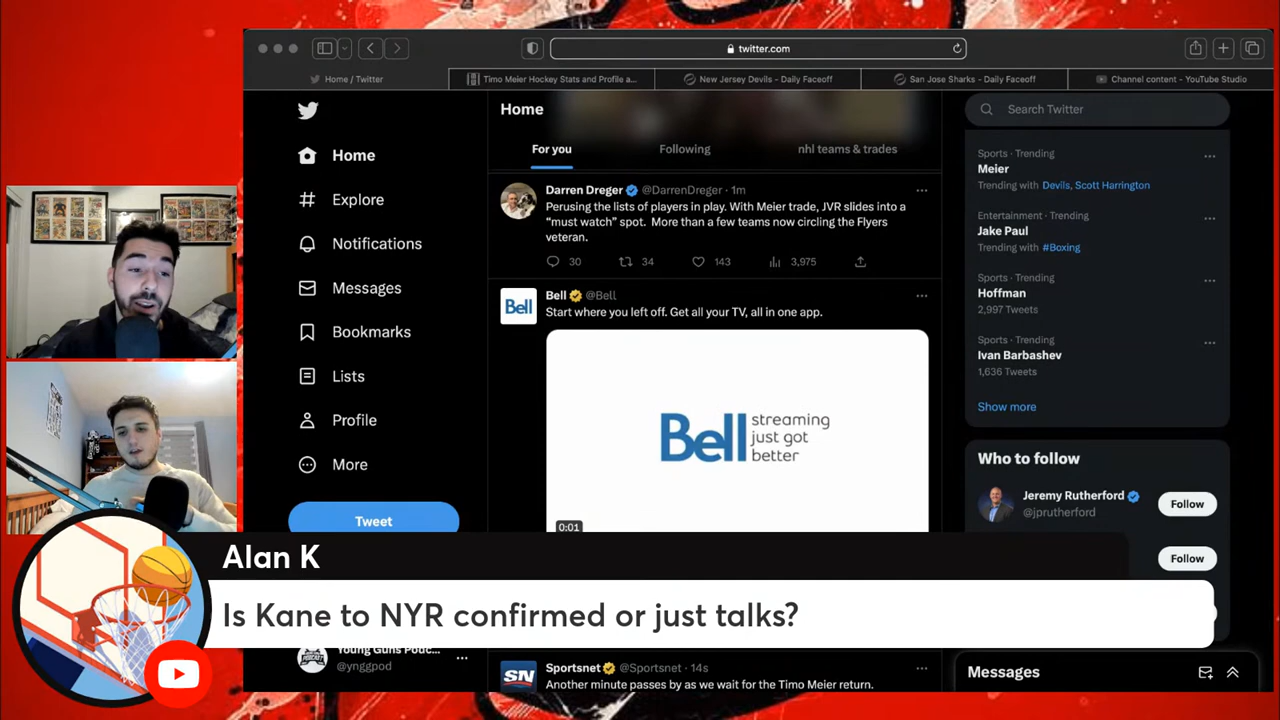 twitter.com
Home / Twitter
Timo Meier Hockey Stats and Profile a...
New Jersey Devils - Daily Faceoff
San Jose Sharks - Daily Faceoff
Channel content - YouTube Studio
Home
Explore
Notifications
Messages
Bookmarks
Lists
Profile
More
Tweet
Young Guns Podc...
@ynggpod
Home
For you
Following
nhl teams & trades
Darren Dreger @DarrenDreger · 1m
Perusing the lists of players in play. With Meier trade, JVR slides into a
“must watch” spot. More than a few teams now circling the Flyers
veteran.
30
34
143
3,975
Bell
Bell @Bell
Start where you left off. Get all your TV, all in one app.
Bell
streaming
just got
better
0:01
SN
Sportsnet @Sportsnet · 14s
Another minute passes by as we wait for the Timo Meier return.
Search Twitter
Sports · Trending
Meier
Trending with Devils, Scott Harrington
Entertainment · Trending
Jake Paul
Trending with #Boxing
Sports · Trending
Hoffman
2,997 Tweets
Sports · Trending
Ivan Barbashev
1,636 Tweets
Show more
Who to follow
Jeremy Rutherford
@jprutherford
Follow
Follow
Messages
Alan K
Is Kane to NYR confirmed or just talks?